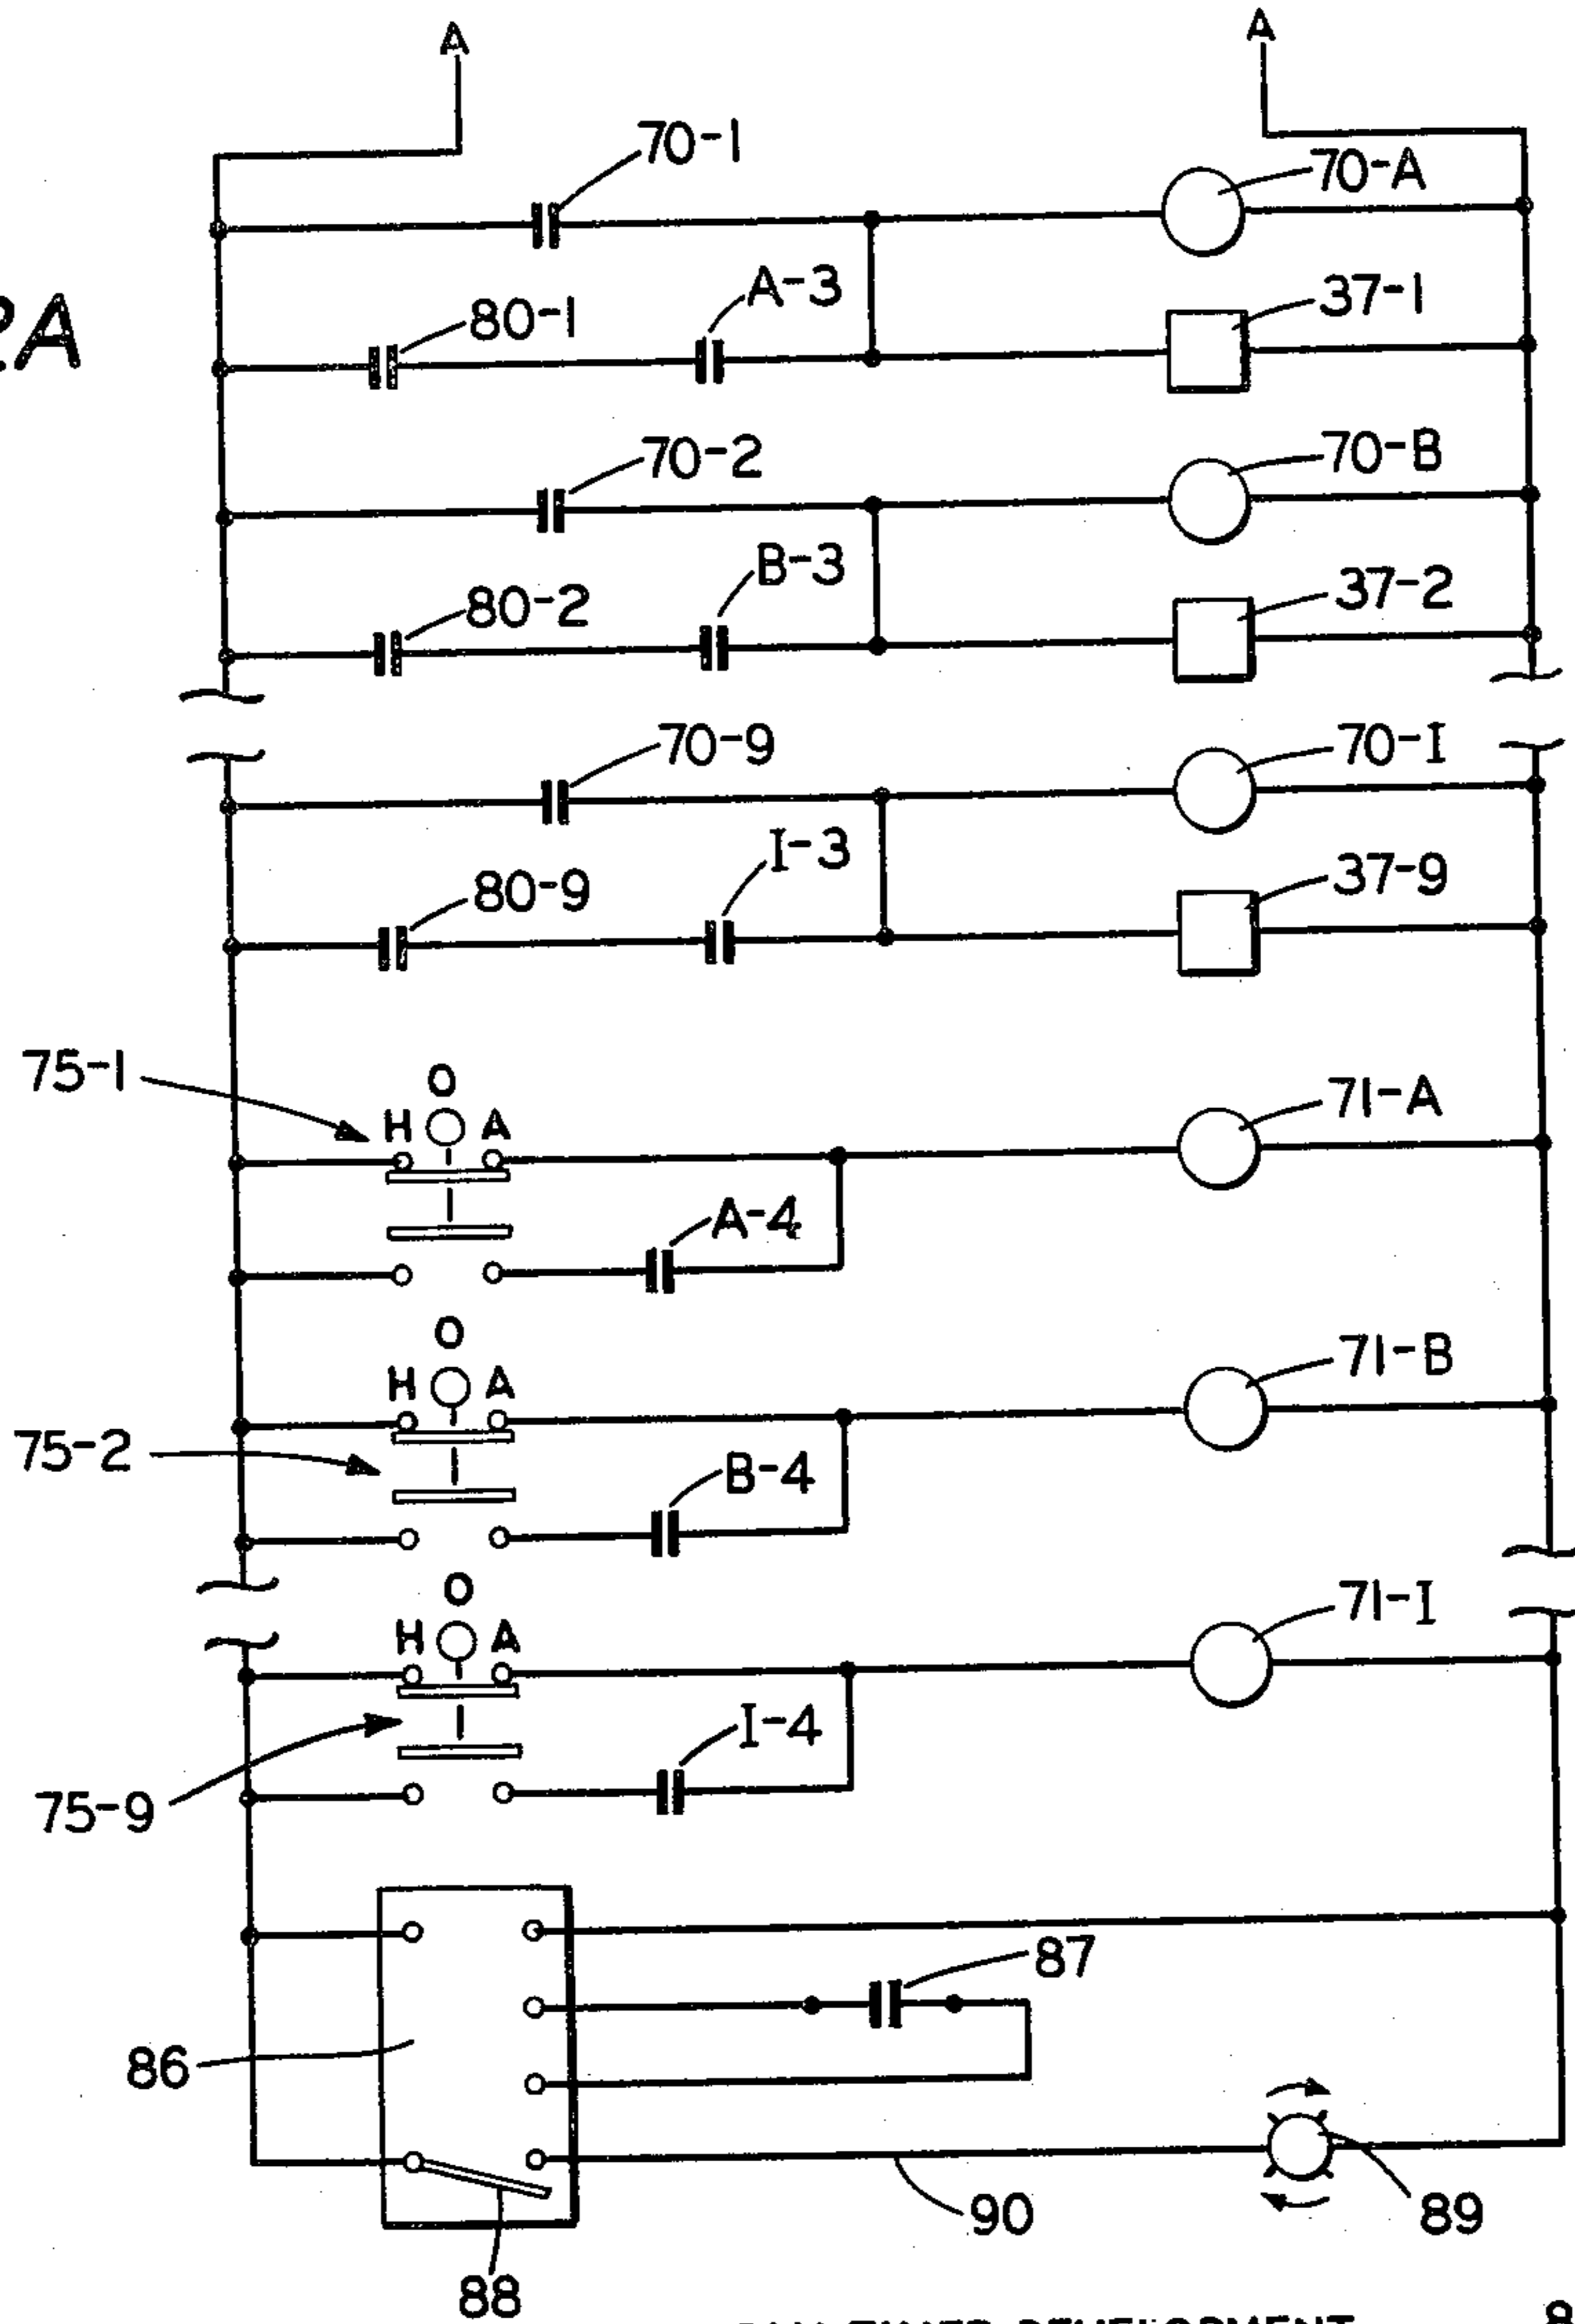 A A
70-1
70-A
2A
80-1 A-3 37-1
70-2 70-B
B-3
80-2 37-2
70-9 70-I
I-3
80-9 37-9
75-1 O 71-A
H A
A-4
O
71-B
H A
75-2 B-4
O
71-I
H A
I-4
75-9
87
86
90 89
88